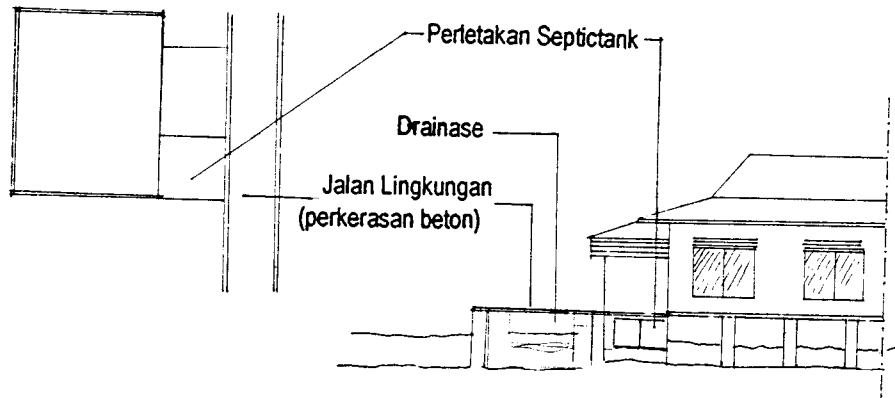 Perletakan Septictank
Drainase
Jalan Lingkungan
(perkerasan beton)